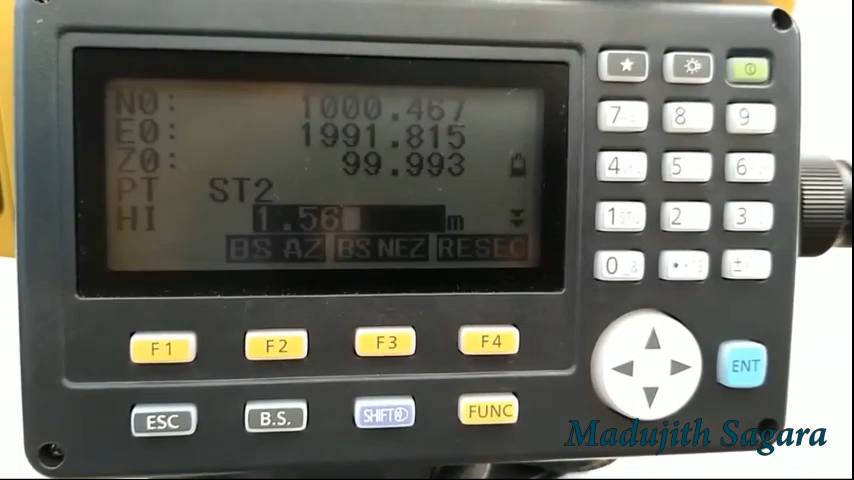 N0: 1000.467
E0: 1991.815
Z0: 99.993
PT ST2
HI 1.56 m
BS AZ BS NEZ RESEC
7 8 9
4 5 6
1STU 2 3
0 ±
F1 F2 F3 F4
ENT
ESC B.S. SHIFT FUNC
Madujith Sagara